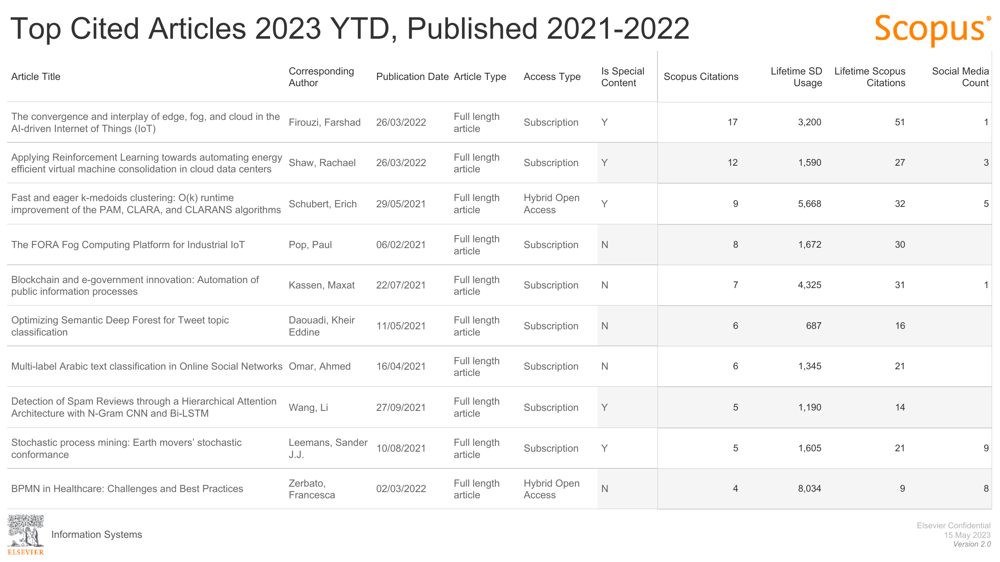 Top Cited Articles 2023 YTD, Published 2021-2022
Scopus®
Article Title
Corresponding
Author
Publication Date
Article Type
Access Type
Is Special
Content
Scopus Citations
Lifetime SD
Usage
Lifetime Scopus
Citations
Social Media
Count
The convergence and interplay of edge, fog, and cloud in the
AI-driven Internet of Things (IoT)
Firouzi, Farshad
26/03/2022
Full length
article
Subscription
Y
17
3,200
51
1
Applying Reinforcement Learning towards automating energy
efficient virtual machine consolidation in cloud data centers
Shaw, Rachael
26/03/2022
Full length
article
Subscription
Y
12
1,590
27
3
Fast and eager k-medoids clustering: O(k) runtime
improvement of the PAM, CLARA, and CLARANS algorithms
Schubert, Erich
29/05/2021
Full length
article
Hybrid Open
Access
Y
9
5,668
32
5
The FORA Fog Computing Platform for Industrial IoT
Pop, Paul
06/02/2021
Full length
article
Subscription
N
8
1,672
30
Blockchain and e-government innovation: Automation of
public information processes
Kassen, Maxat
22/07/2021
Full length
article
Subscription
N
7
4,325
31
1
Optimizing Semantic Deep Forest for Tweet topic
classification
Daouadi, Kheir
Eddine
11/05/2021
Full length
article
Subscription
N
6
687
16
Multi-label Arabic text classification in Online Social Networks
Omar, Ahmed
16/04/2021
Full length
article
Subscription
N
6
1,345
21
Detection of Spam Reviews through a Hierarchical Attention
Architecture with N-Gram CNN and Bi-LSTM
Wang, Li
27/09/2021
Full length
article
Subscription
Y
5
1,190
14
Stochastic process mining: Earth movers’ stochastic
conformance
Leemans, Sander
J.J.
10/08/2021
Full length
article
Subscription
Y
5
1,605
21
9
BPMN in Healthcare: Challenges and Best Practices
Zerbato,
Francesca
02/03/2022
Full length
article
Hybrid Open
Access
N
4
8,034
9
8
ELSEVIER
Information Systems
Elsevier Confidential
15 May 2023
Version 2.0